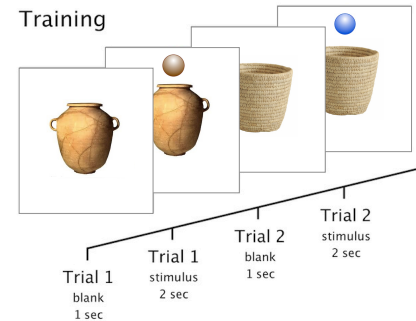 Training
Trial 1
blank
1 sec
Trial 1
stimulus
2 sec
Trial 2
blank
1 sec
Trial 2
stimulus
2 sec